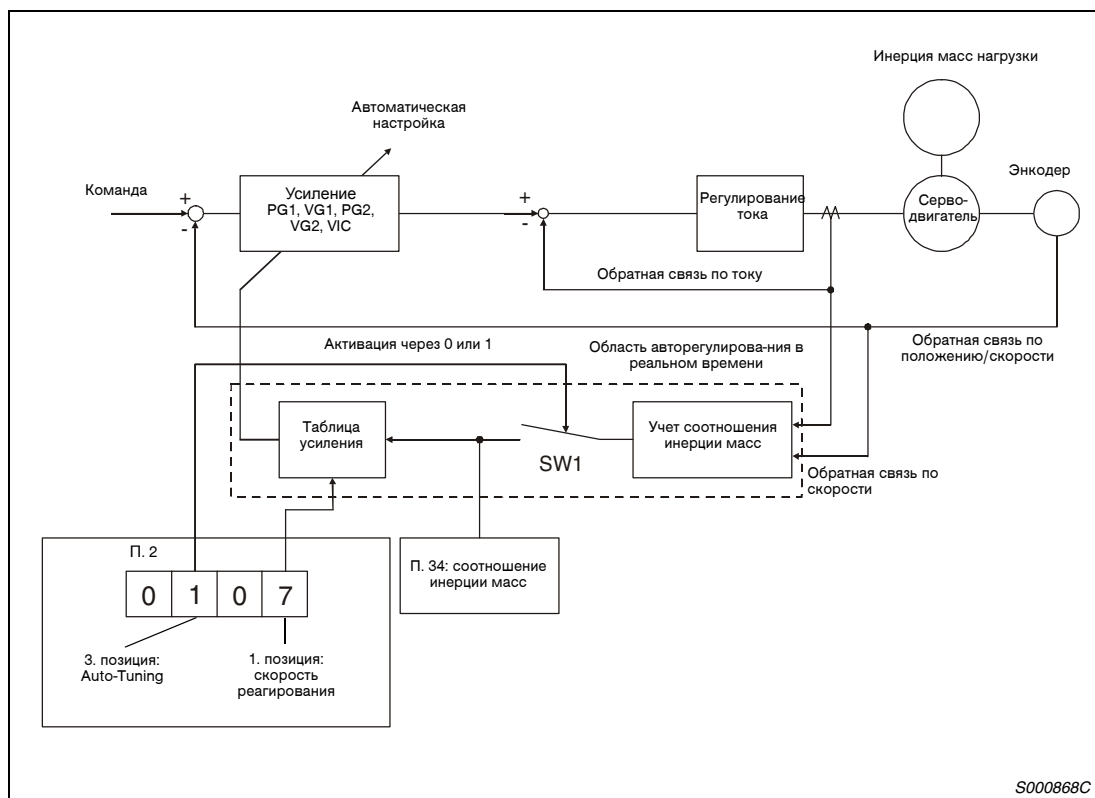 Инерция масс нагрузки
Автоматическая
настройка
Команда
+
-
Усиление
PG1, VG1, PG2,
VG2, VIC
+
-
Регулирование
тока
Серво-
двигатель
Энкодер
Обратная связь по току
Активация через 0 или 1
Область авторегулирова-ния в
реальном времени
Обратная связь по
положению/скорости
Таблица
усиления
SW1
Учет соотношения
инерции масс
Обратная связь по
скорости
П. 2
0 1 0 7
3. позиция:
Auto-Tuning
1. позиция:
скорость
реагирования
П. 34: соотношение
инерции масс
S000868C